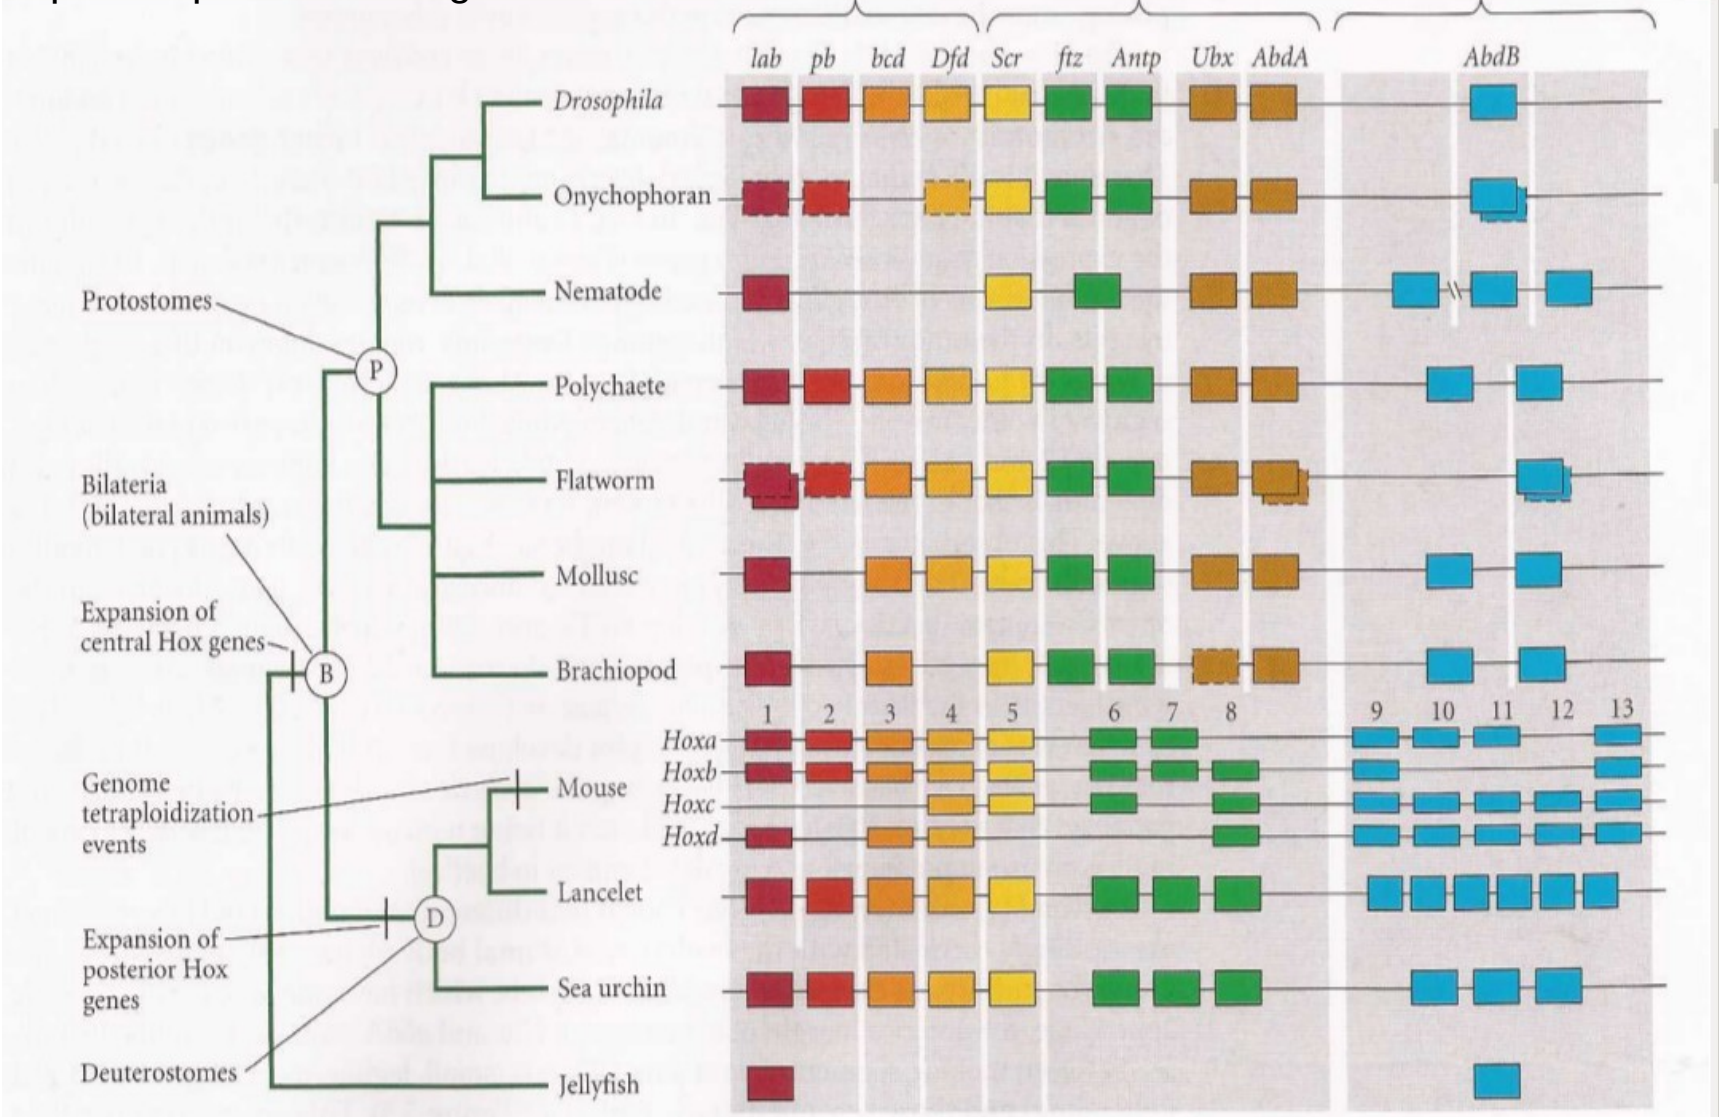 lab pb bcd Dfd Scr ftz Antp Ubx AbdA AbdB
Drosophila
Onychophoran
Nematode
Protostomes
P
Polychaete
Bilateria
(bilateral animals)
Flatworm
Mollusc
Expansion of
central Hox genes
B
Brachiopod
1 2 3 4 5 6 7 8 9 10 11 12 13
Hoxa
Hoxb
Genome
tetraploidization
events
Mouse
Hoxc
Hoxd
Lancelet
D
Expansion of
posterior Hox
genes
Sea urchin
Deuterostomes
Jellyfish